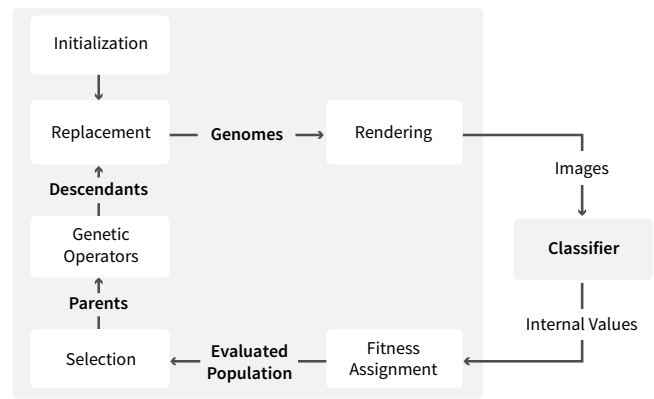 Initialization
Replacement
Genomes
Rendering
Images
Descendants
Genetic
Operators
Classifier
Parents
Internal Values
Selection
Evaluated
Population
Fitness
Assignment